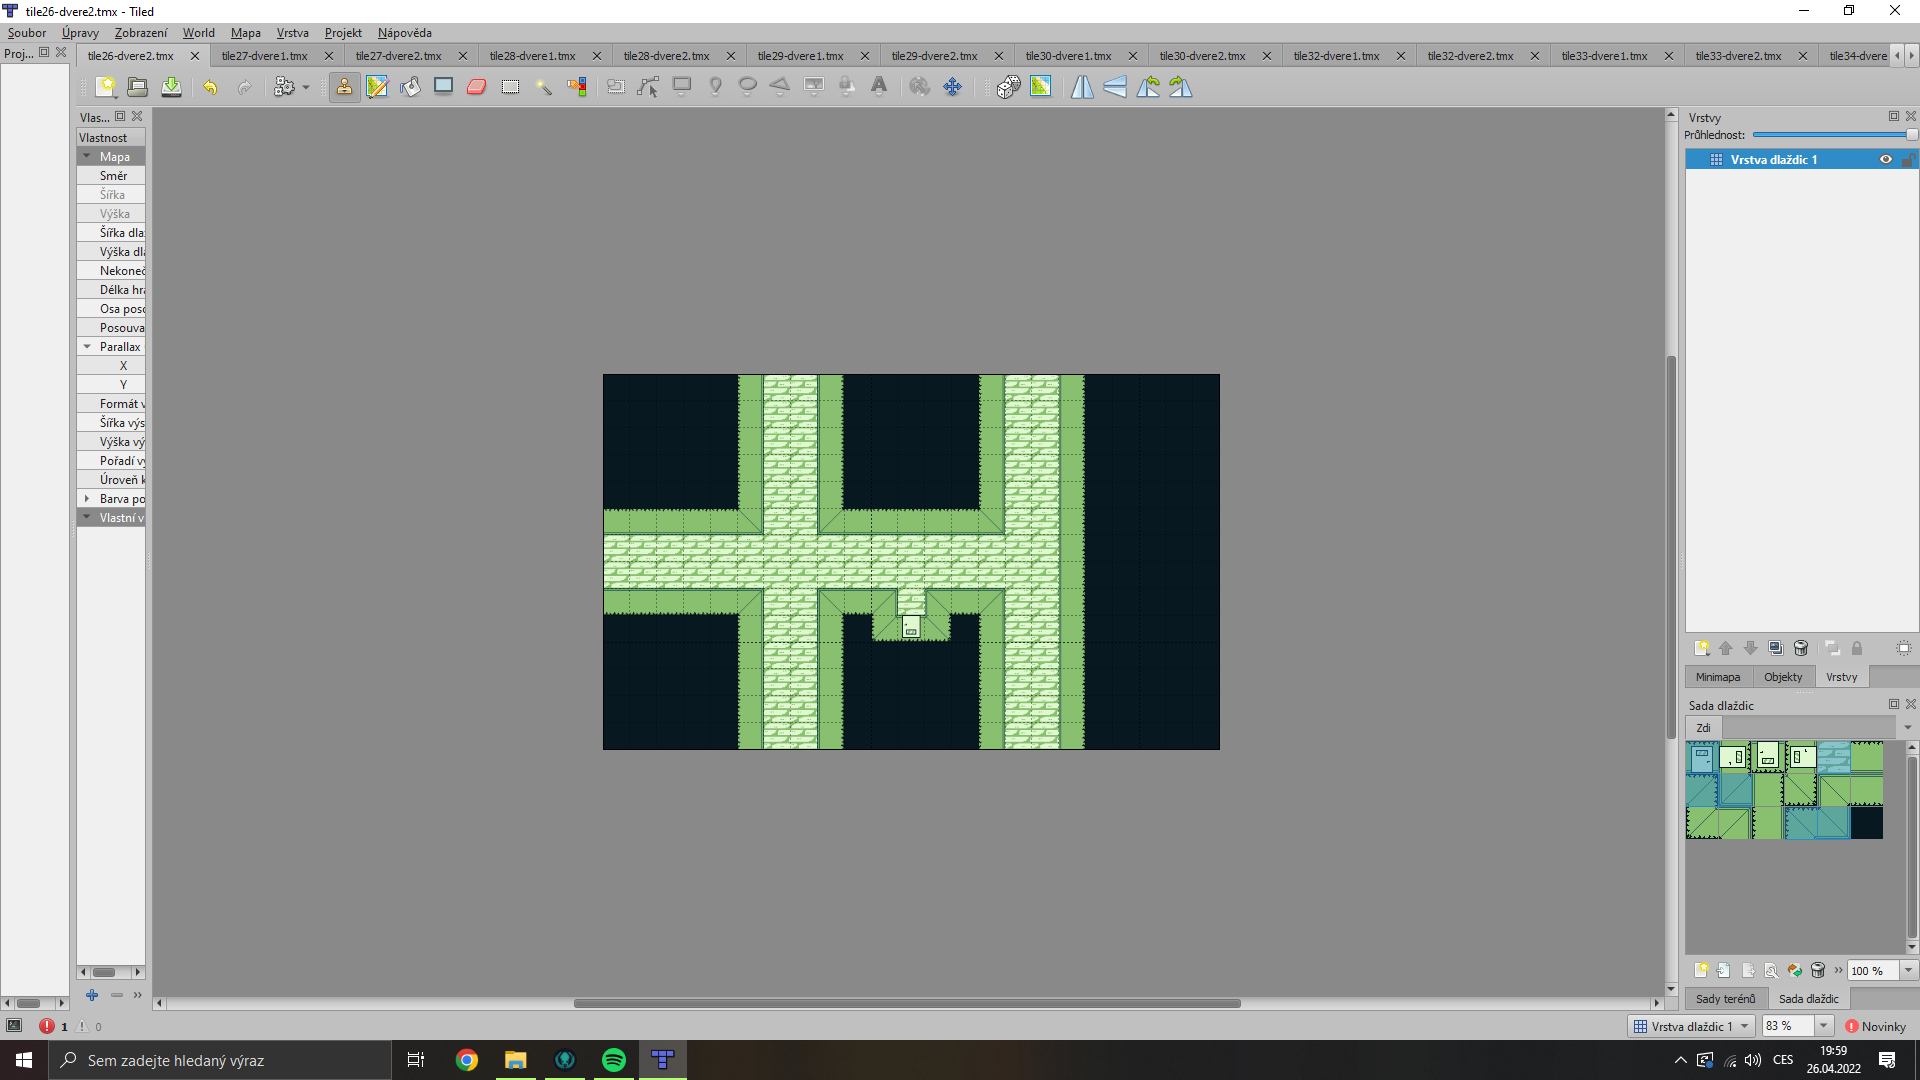 tile26-dvere2.tmx - Tiled
Soubor Úpravy Zobrazení World Mapa Vrstva Projekt Nápověda
Proj... tile26-dvere2.tmx tile27-dvere1.tmx tile27-dvere2.tmx tile28-dvere1.tmx tile28-dvere2.tmx tile29-dvere1.tmx tile29-dvere2.tmx tile30-dvere1.tmx tile30-dvere2.tmx tile32-dvere1.tmx tile32-dvere2.tmx tile33-dvere1.tmx tile33-dvere2.tmx tile34-dvere
Vlas...
Vlastnost
Mapa
Směr
Šířka
Výška
Šířka dla
Výška dl
Nekoneč
Délka hra
Osa poso
Posouva
Parallax
X
Y
Formát v
Šířka výs
Výška vý
Pořadí vy
Úroveň k
Barva po
Vlastní v
Vrstvy
Průhlednost:
Vrstva dlaždic 1
Minimapa Objekty Vrstvy
Sada dlaždic
Zdi
100 %
Sady terénů Sada dlaždic
1 0
Vrstva dlaždic 1 83 % Novinky
Sem zadejte hledaný výraz
CES
19:59
26.04.2022